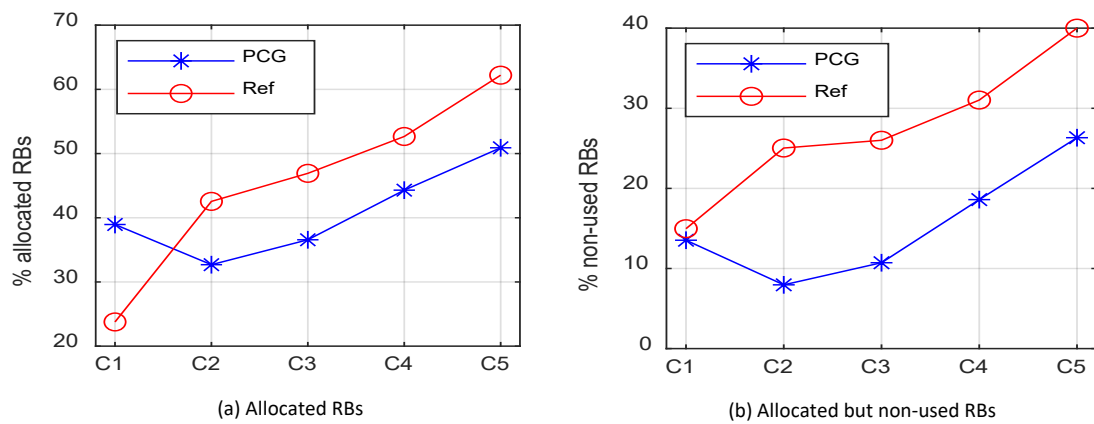 70
60
50
40
30
20
% allocated RBs
PCG
Ref
C1 C2 C3 C4 C5
(a) Allocated RBs
40
30
20
10
0
% non-used RBs
PCG
Ref
C1 C2 C3 C4 C5
(b) Allocated but non-used RBs